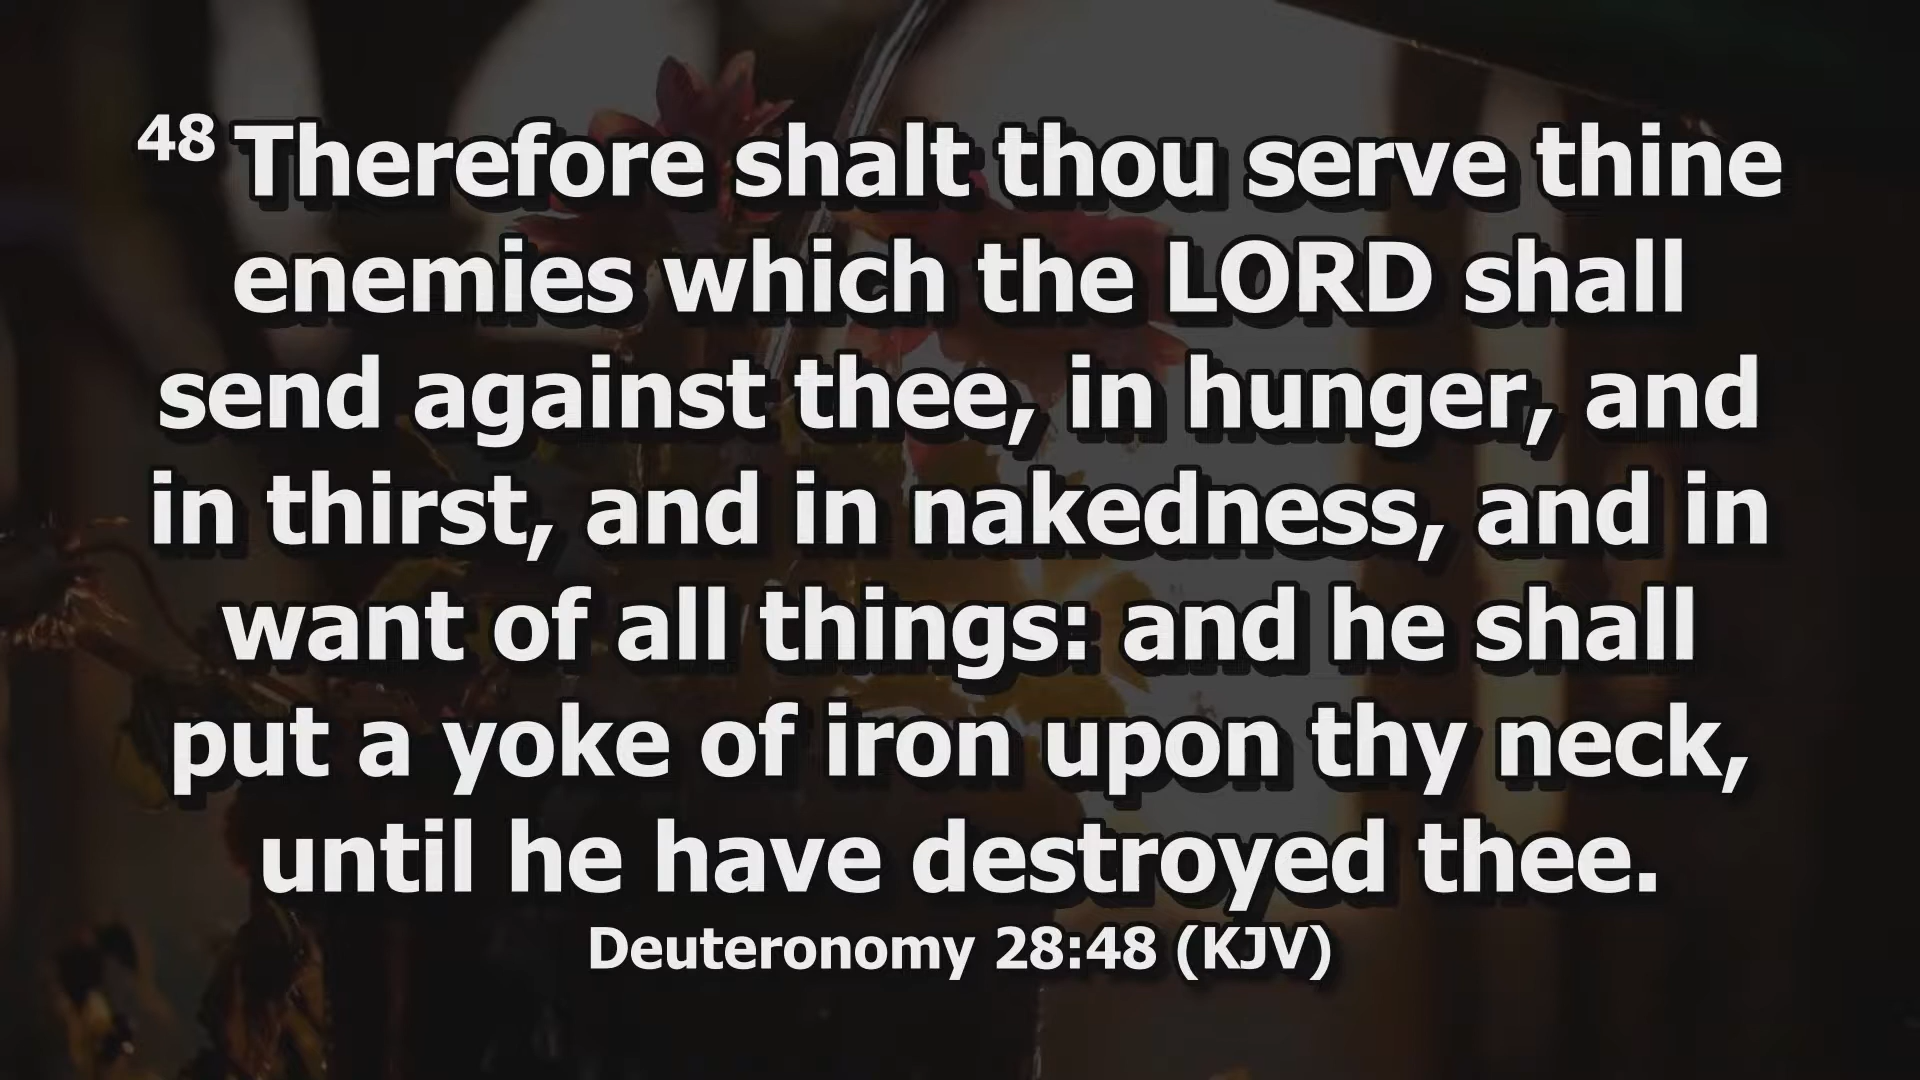 48 Therefore shalt thou serve thine
enemies which the LORD shall
send against thee, in hunger, and
in thirst, and in nakedness, and in
want of all things: and he shall
put a yoke of iron upon thy neck,
until he have destroyed thee.
Deuteronomy 28:48 (KJV)